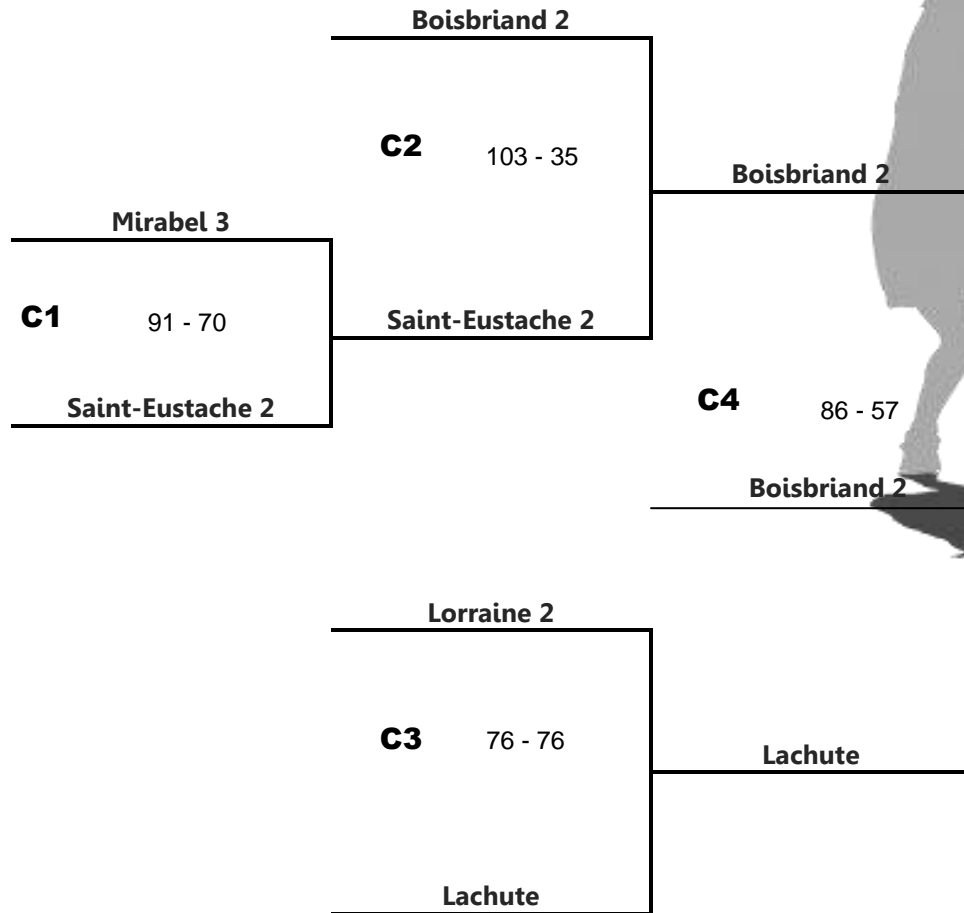 Boisbriand 2
C2 103 - 35
Boisbriand 2
Mirabel 3
C1 91 - 70
Saint-Eustache 2
Saint-Eustache 2
C4 86 - 57
Boisbriand 2
Lorraine 2
C3 76 - 76
Lachute
Lachute